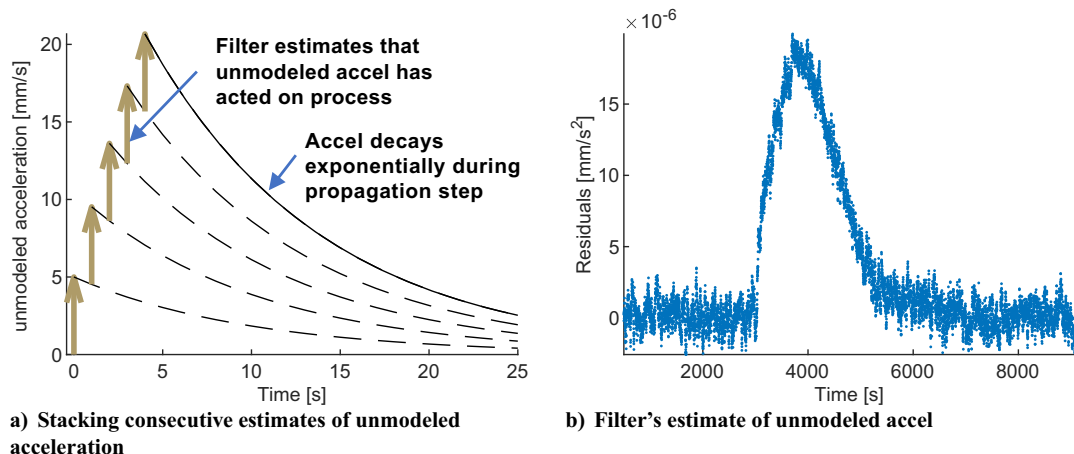 20
15
10
5
0
unmodeled acceleration [mm/s]
Filter estimates that
unmodeled accel has
acted on process
Accel decays
exponentially during
propagation step
0
5
10
15
20
25
Time [s]
a) Stacking consecutive estimates of unmodeled
acceleration
× 10⁻⁶
15
10
5
0
Residuals [mm/s²]
2000
4000
6000
8000
Time [s]
b) Filter's estimate of unmodeled accel